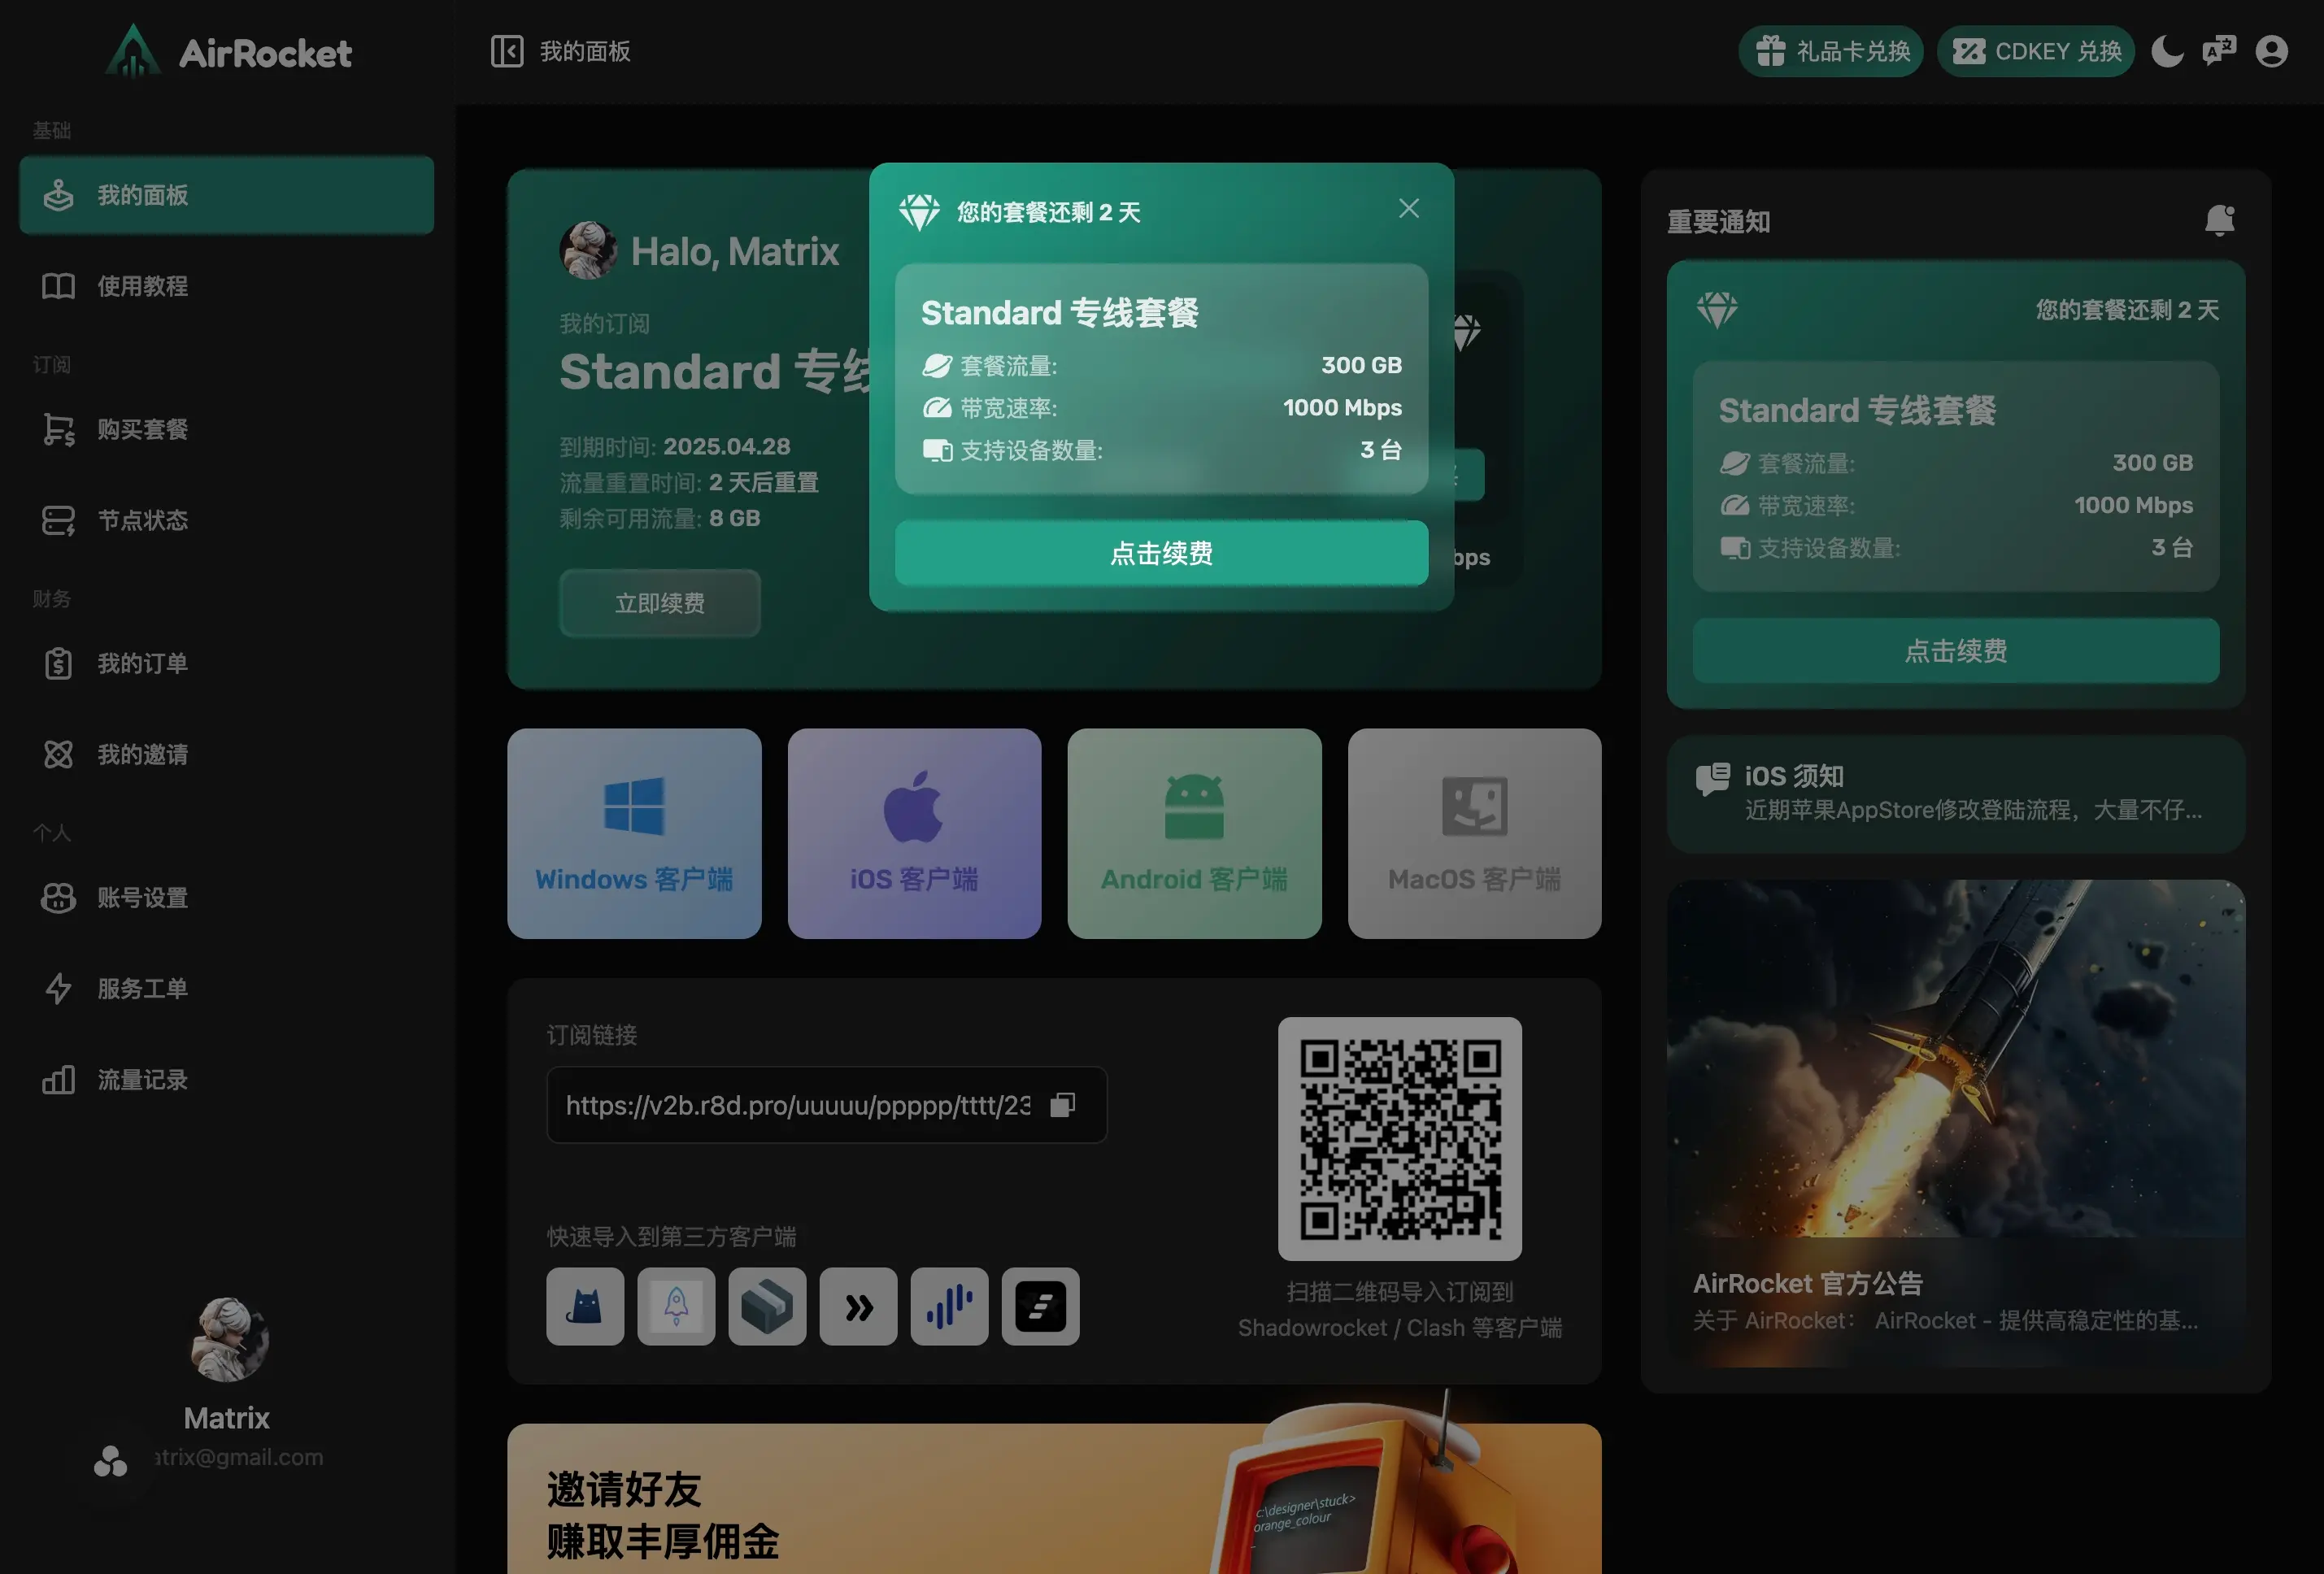 AirRocket
我的面板
礼品卡兑换
CDKEY 兑换
基础
我的面板
使用教程
订阅
购买套餐
节点状态
财务
我的订单
我的邀请
个人
账号设置
服务工单
流量记录
Matrix
atrix@gmail.com
Halo, Matrix
我的订阅
Standard 专线
到期时间: 2025.04.28
流量重置时间: 2 天后重置
剩余可用流量: 8 GB
立即续费
bps
您的套餐还剩 2 天
Standard 专线套餐
套餐流量: 300 GB
带宽速率: 1000 Mbps
支持设备数量: 3 台
点击续费
Windows 客户端
iOS 客户端
Android 客户端
MacOS 客户端
订阅链接
https://v2b.r8d.pro/uuuuu/ppppp/tttt/23
快速导入到第三方客户端
扫描二维码导入订阅到
Shadowrocket / Clash 等客户端
邀请好友
赚取丰厚佣金
c:\designer\stuck>
orange_colour
重要通知
您的套餐还剩 2 天
Standard 专线套餐
套餐流量: 300 GB
带宽速率: 1000 Mbps
支持设备数量: 3 台
点击续费
iOS 须知
近期苹果AppStore修改登陆流程，大量不仔...
AirRocket 官方公告
关于 AirRocket： AirRocket - 提供高稳定性的基...